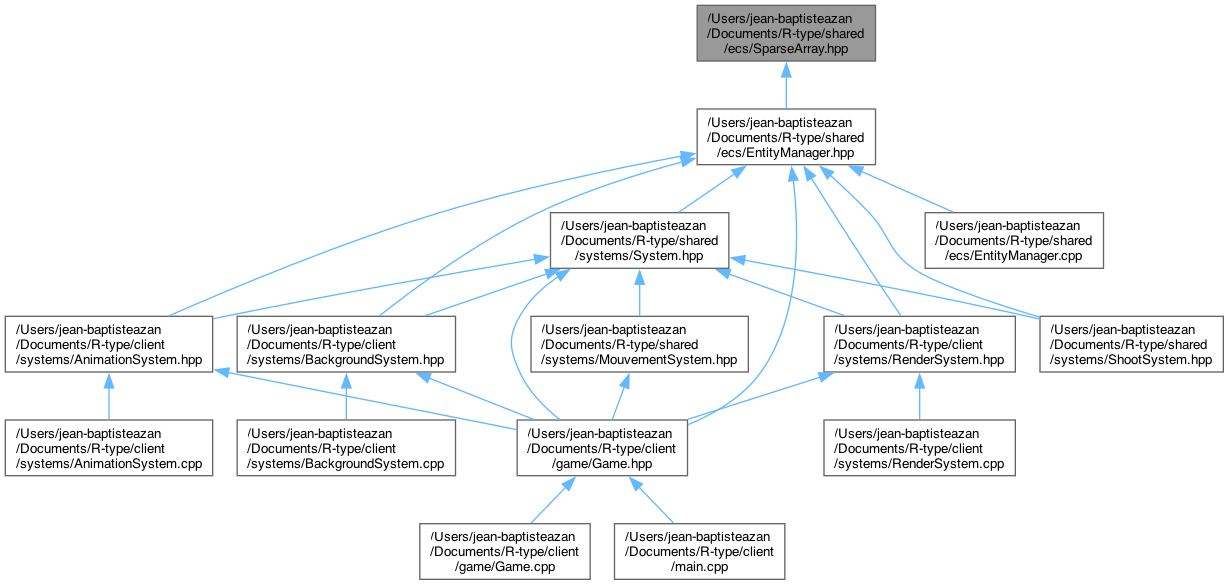 /Users/jean-baptisteazan
/Documents/R-type/shared
/ecs/SparseArray.hpp
/Users/jean-baptisteazan
/Documents/R-type/shared
/ecs/EntityManager.hpp
/Users/jean-baptisteazan
/Documents/R-type/shared
/systems/System.hpp
/Users/jean-baptisteazan
/Documents/R-type/shared
/ecs/EntityManager.cpp
/Users/jean-baptisteazan
/Documents/R-type/client
/systems/AnimationSystem.hpp
/Users/jean-baptisteazan
/Documents/R-type/client
/systems/BackgroundSystem.hpp
/Users/jean-baptisteazan
/Documents/R-type/shared
/systems/MouvementSystem.hpp
/Users/jean-baptisteazan
/Documents/R-type/client
/systems/RenderSystem.hpp
/Users/jean-baptisteazan
/Documents/R-type/shared
/systems/ShootSystem.hpp
/Users/jean-baptisteazan
/Documents/R-type/client
/systems/AnimationSystem.cpp
/Users/jean-baptisteazan
/Documents/R-type/client
/systems/BackgroundSystem.cpp
/Users/jean-baptisteazan
/Documents/R-type/client
/game/Game.hpp
/Users/jean-baptisteazan
/Documents/R-type/client
/systems/RenderSystem.cpp
/Users/jean-baptisteazan
/Documents/R-type/client
/game/Game.cpp
/Users/jean-baptisteazan
/Documents/R-type/client
/main.cpp